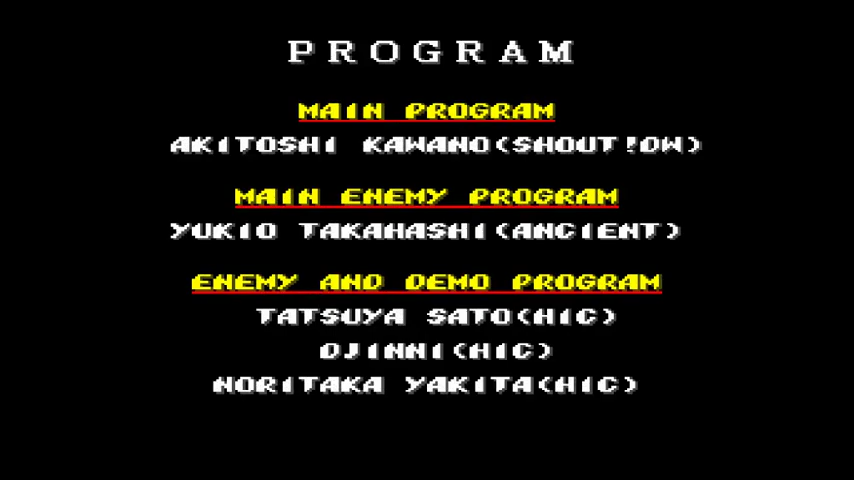 PROGRAM
MAIN PROGRAM
AKITOSHI KAWANO(SHOUT!DW)
MAIN ENEMY PROGRAM
YUKIO TAKAHASHI(ANCIENT)
ENEMY AND DEMO PROGRAM
TATSUYA SATO(HIC)
DJINNI(HIC)
NORITAKA YAKITA(HIC)